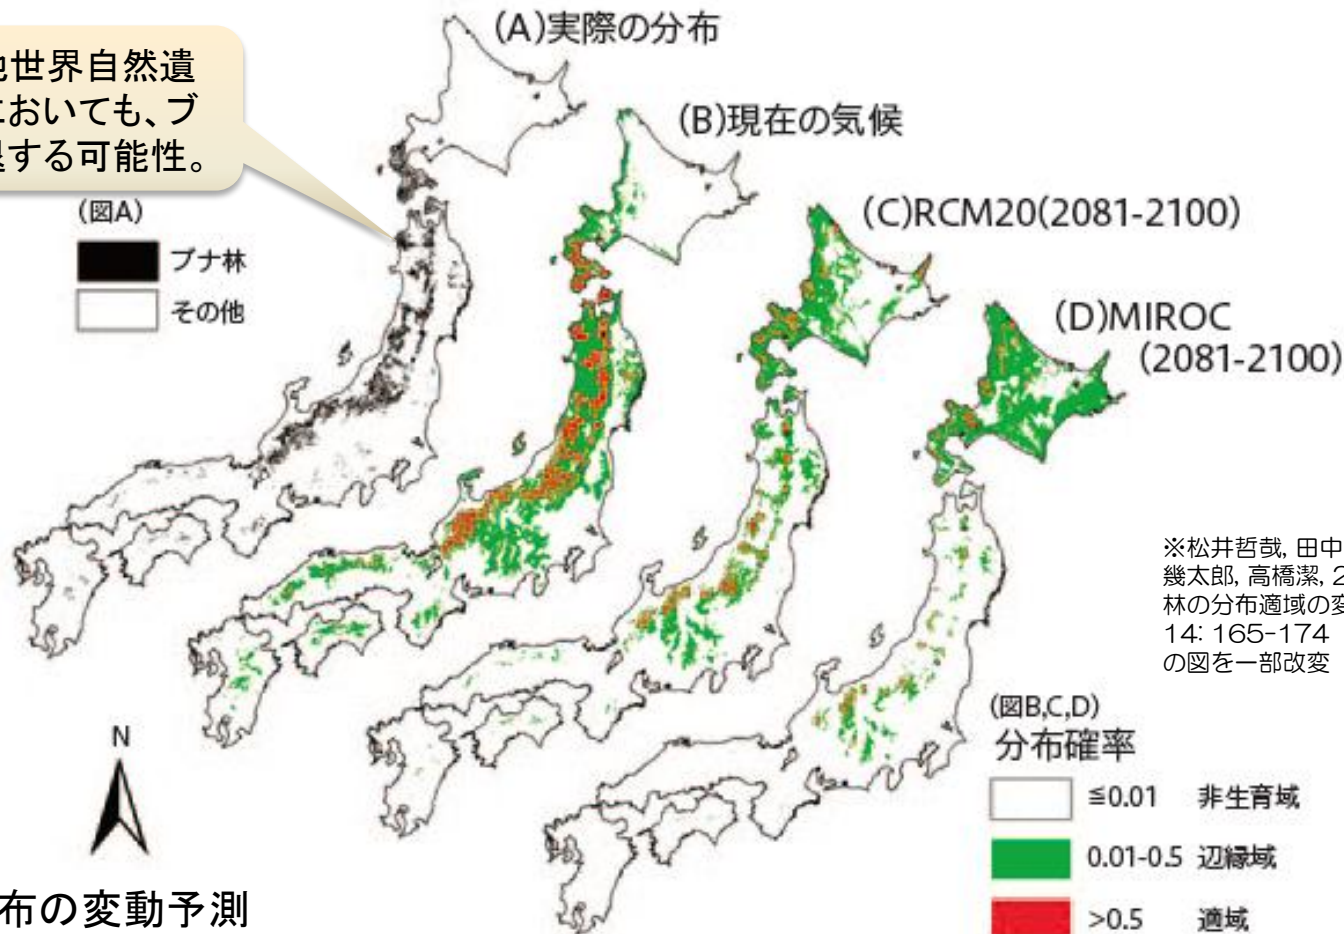 (A)実際の分布
也世界自然遺
においても、ブ
退する可能性。
(B)現在の気候
(図A)
ブナ林
その他
(C)RCM20(2081-2100)
(D)MIROC
(2081-2100)
※松井哲哉, 田中
幾太郎, 高橋潔, 2
林の分布適域の変
14: 165-174
の図を一部改変
(図B,C,D)
分布確率
≦0.01 非生育域
0.01-0.5 辺縁域
>0.5 適域
N
布の変動予測